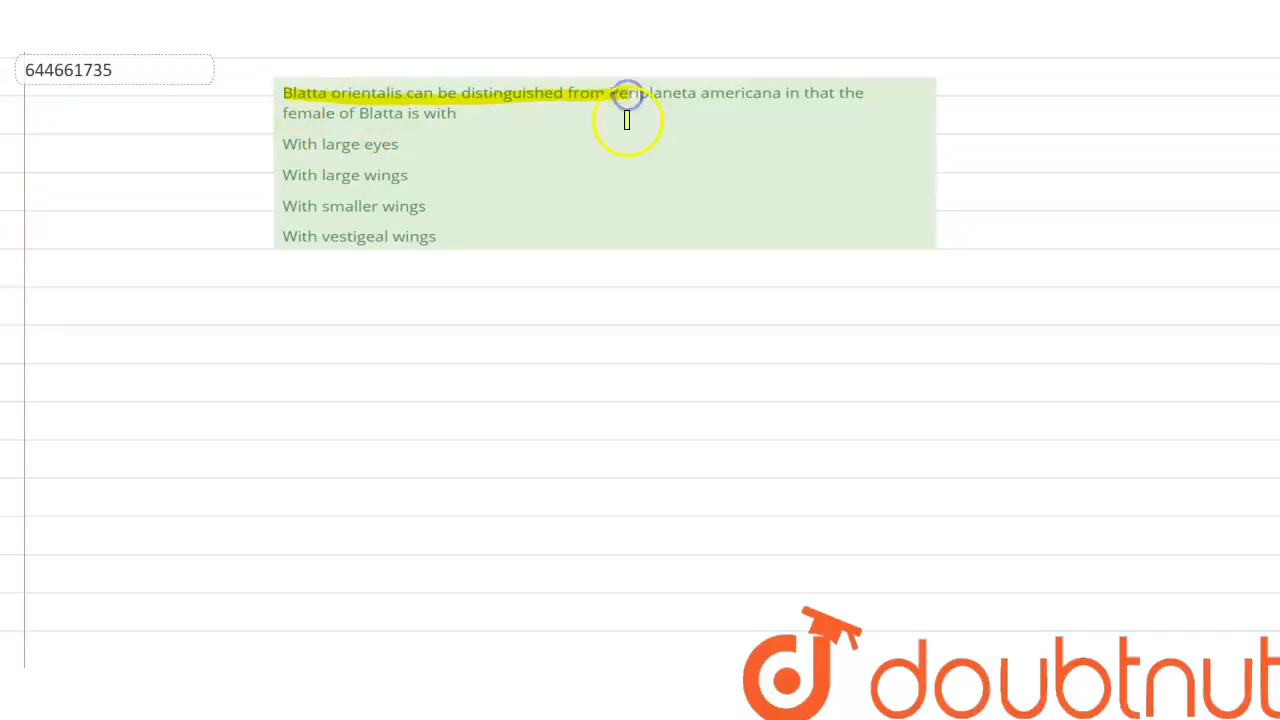 644661735
Blatta orientalis can be distinguished from Periplaneta americana in that the
female of Blatta is with
With large eyes
With large wings
With smaller wings
With vestigeal wings
doubtnut